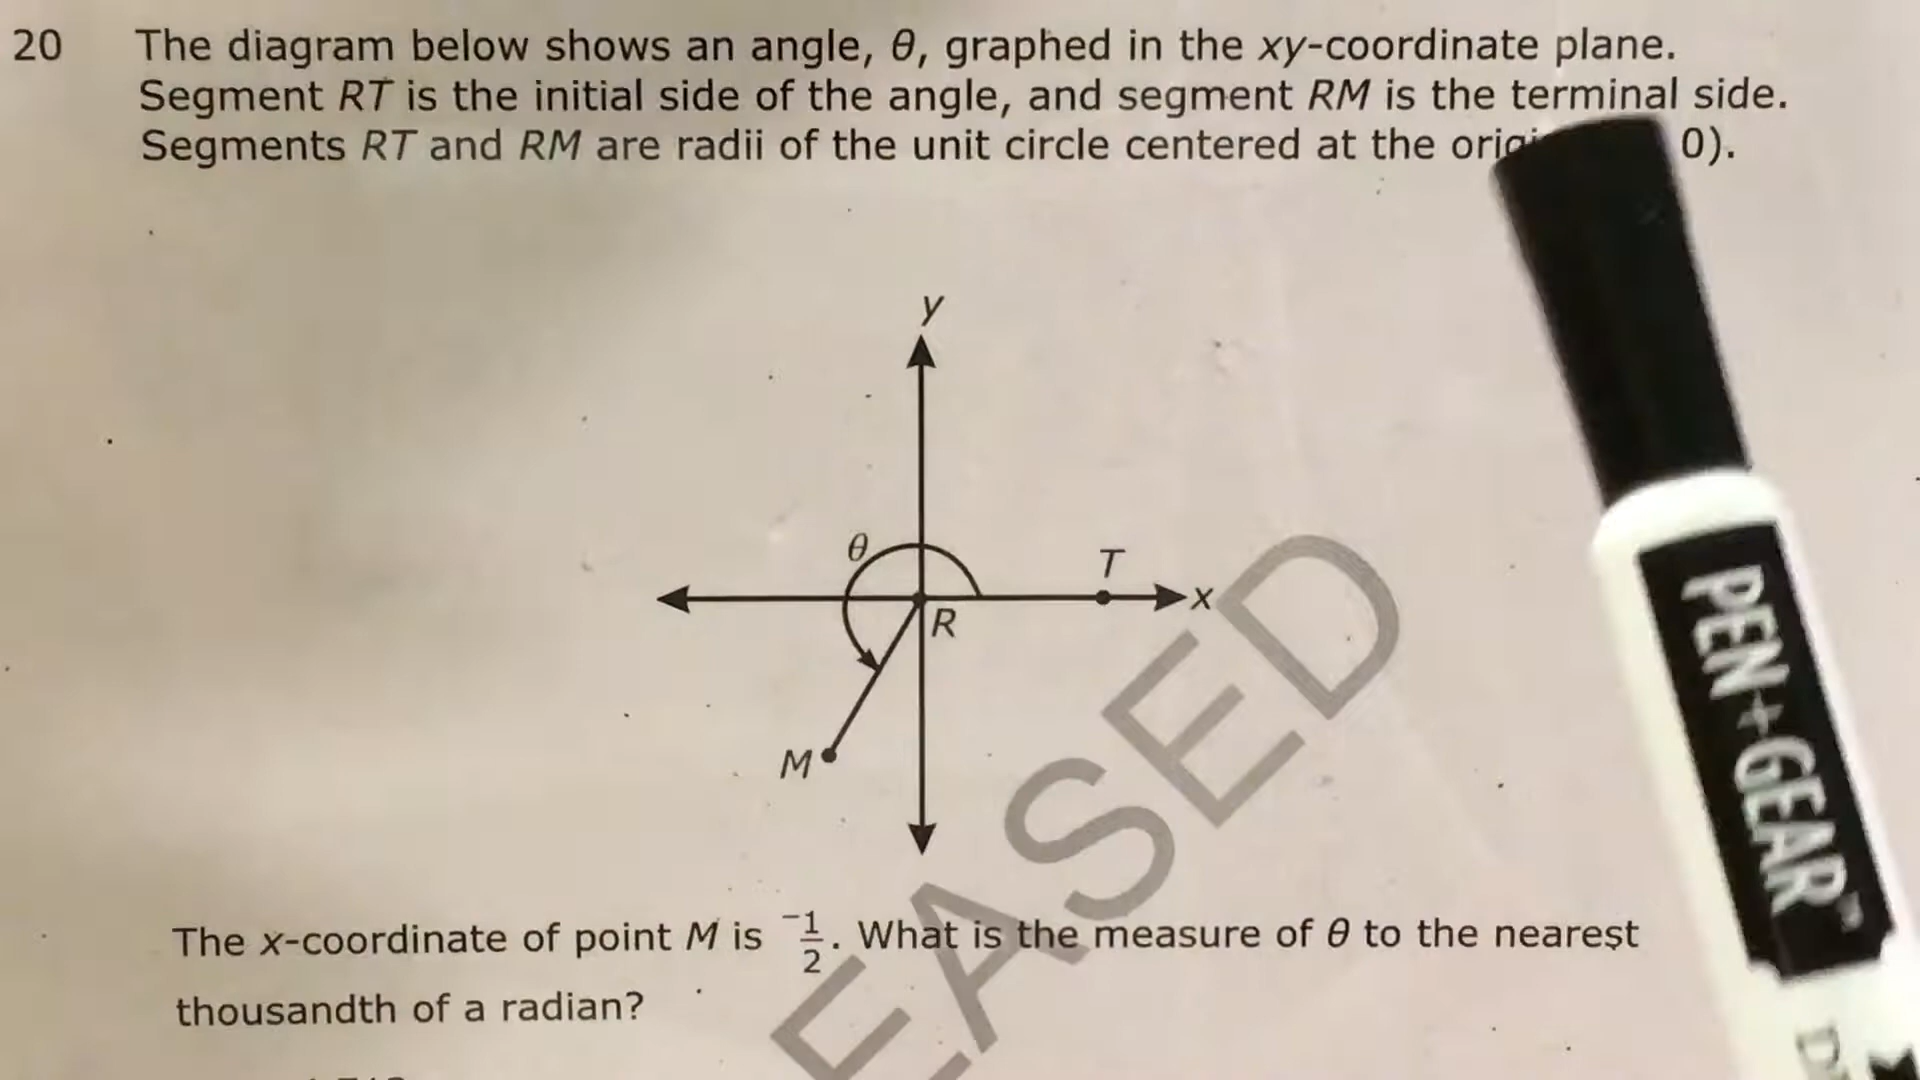 20 The diagram below shows an angle, θ, graphed in the xy-coordinate plane.
Segment RT is the initial side of the angle, and segment RM is the terminal side.
Segments RT and RM are radii of the unit circle centered at the 0).
y
θ
T
x
R
M
The x-coordinate of point M is ⁻1/2. What is the measure of θ to the nearest
thousandth of a radian?
EASED
PEN+GEAR™